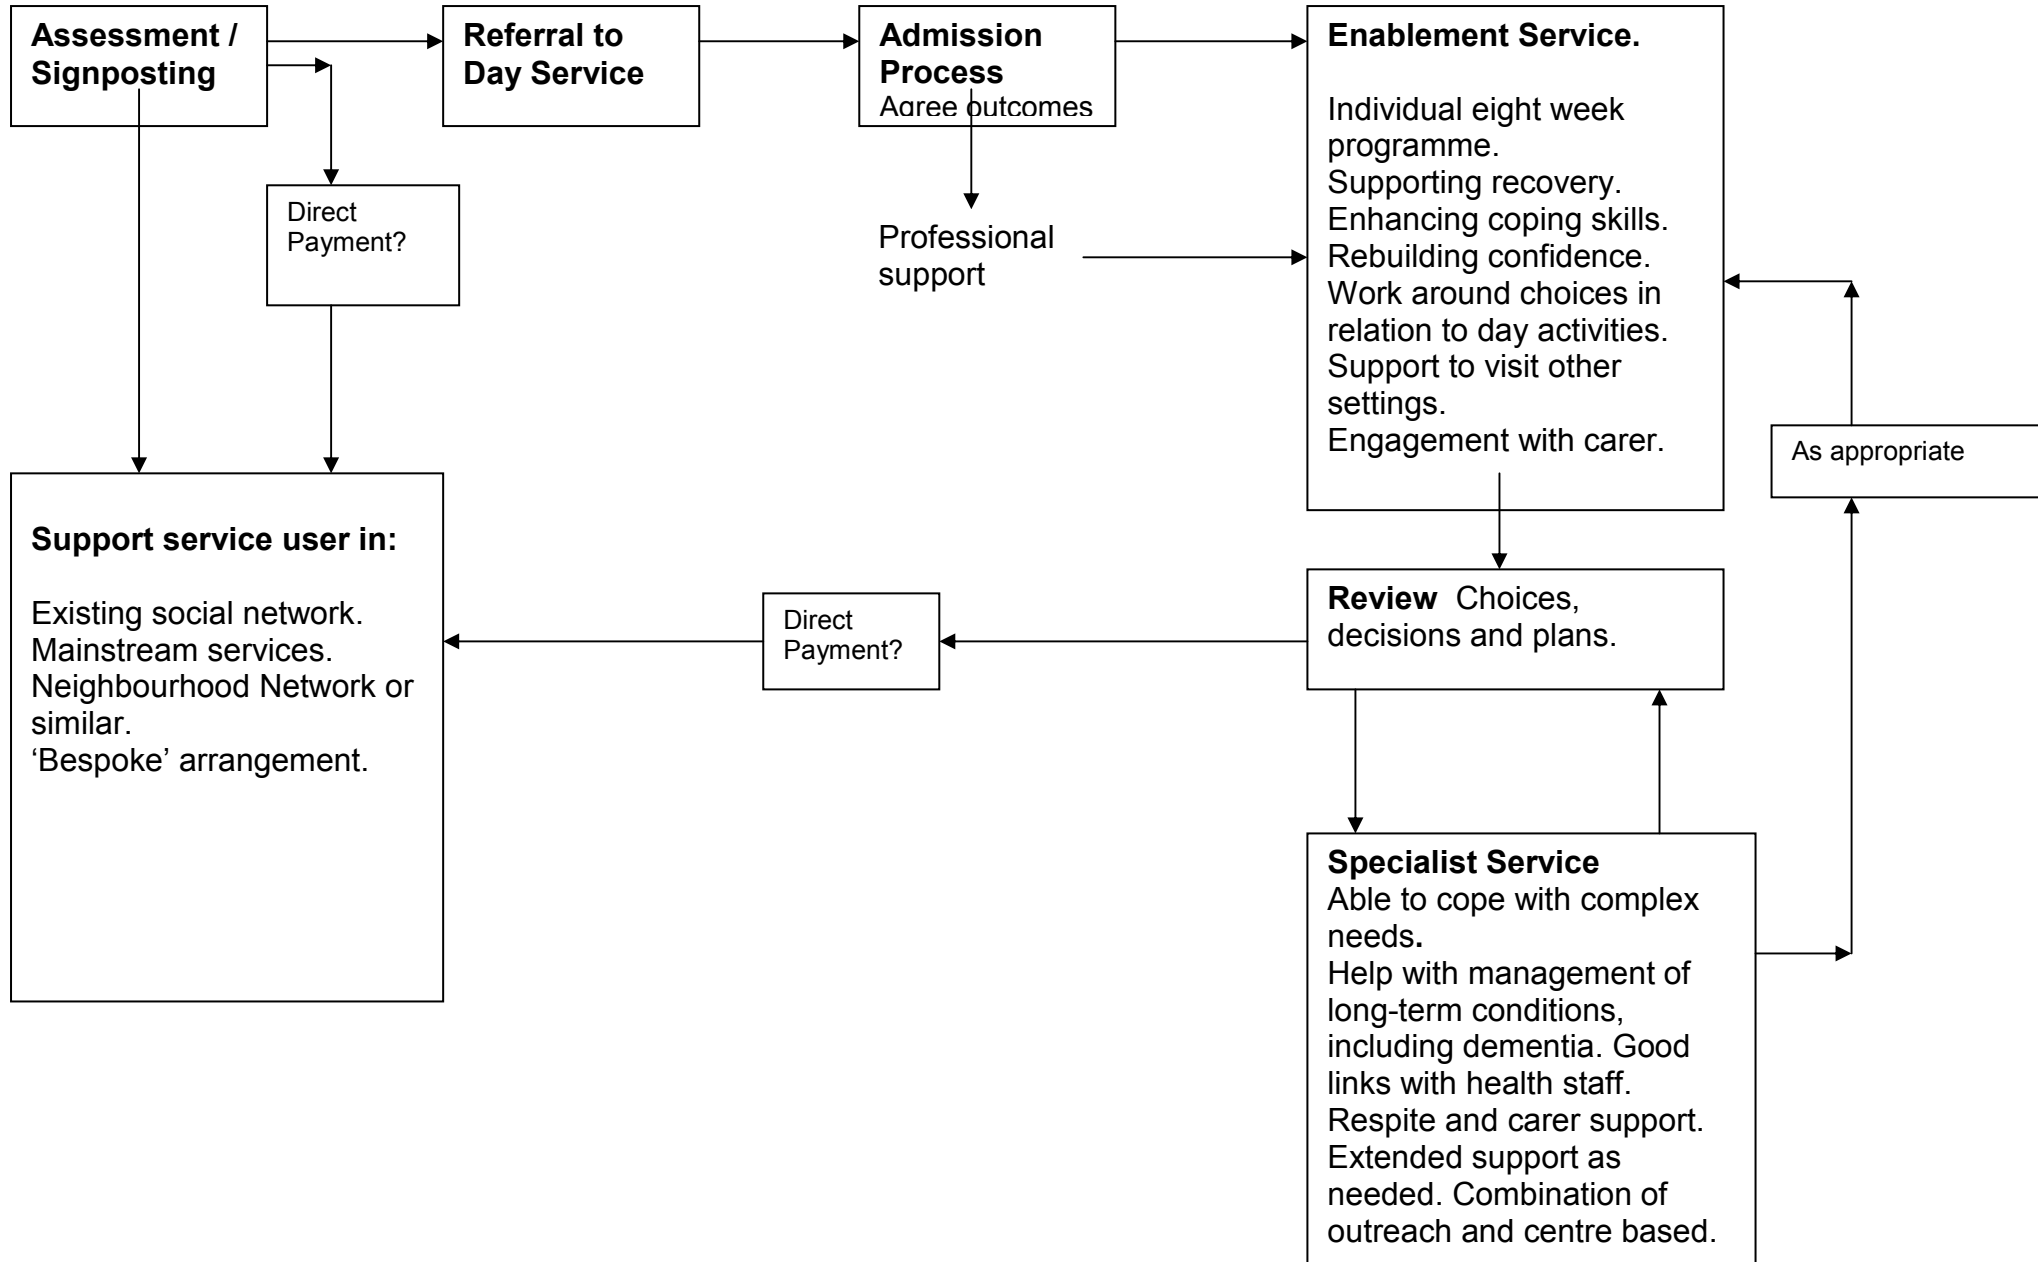 Assessment /
Signposting
Referral to
Day Service
Admission
Process
Agree outcomes
Enablement Service.
Individual eight week
programme.
Supporting recovery.
Enhancing coping skills.
Rebuilding confidence.
Work around choices in
relation to day activities.
Support to visit other
settings.
Engagement with carer.
Direct
Payment?
Professional
support
As appropriate
Support service user in:
Existing social network.
Mainstream services.
Neighbourhood Network or
similar.
‘Bespoke’ arrangement.
Direct
Payment?
Review Choices,
decisions and plans.
Specialist Service
Able to cope with complex
needs.
Help with management of
long-term conditions,
including dementia. Good
links with health staff.
Respite and carer support.
Extended support as
needed. Combination of
outreach and centre based.